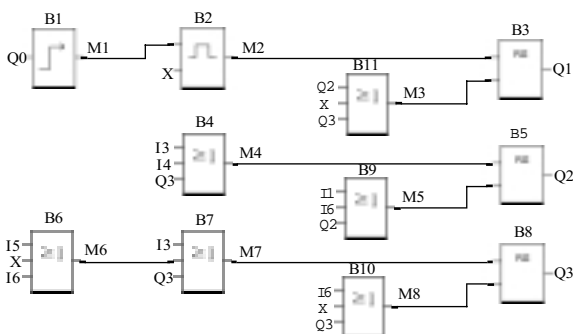 B1 B2 B3
Q0 M1 M2 Q1
X
B11
Q2
X ≥1 M3
Q3
B4 B5
I3 ≥1
I4 M4 Q2
Q3
B9
I1
I6 ≥1 M5
Q2
B6 B7 B8
I5 I3
X ≥1 M6 ≥1 M7 Q3
I6 Q3
B10
I6
X ≥1 M8
Q3